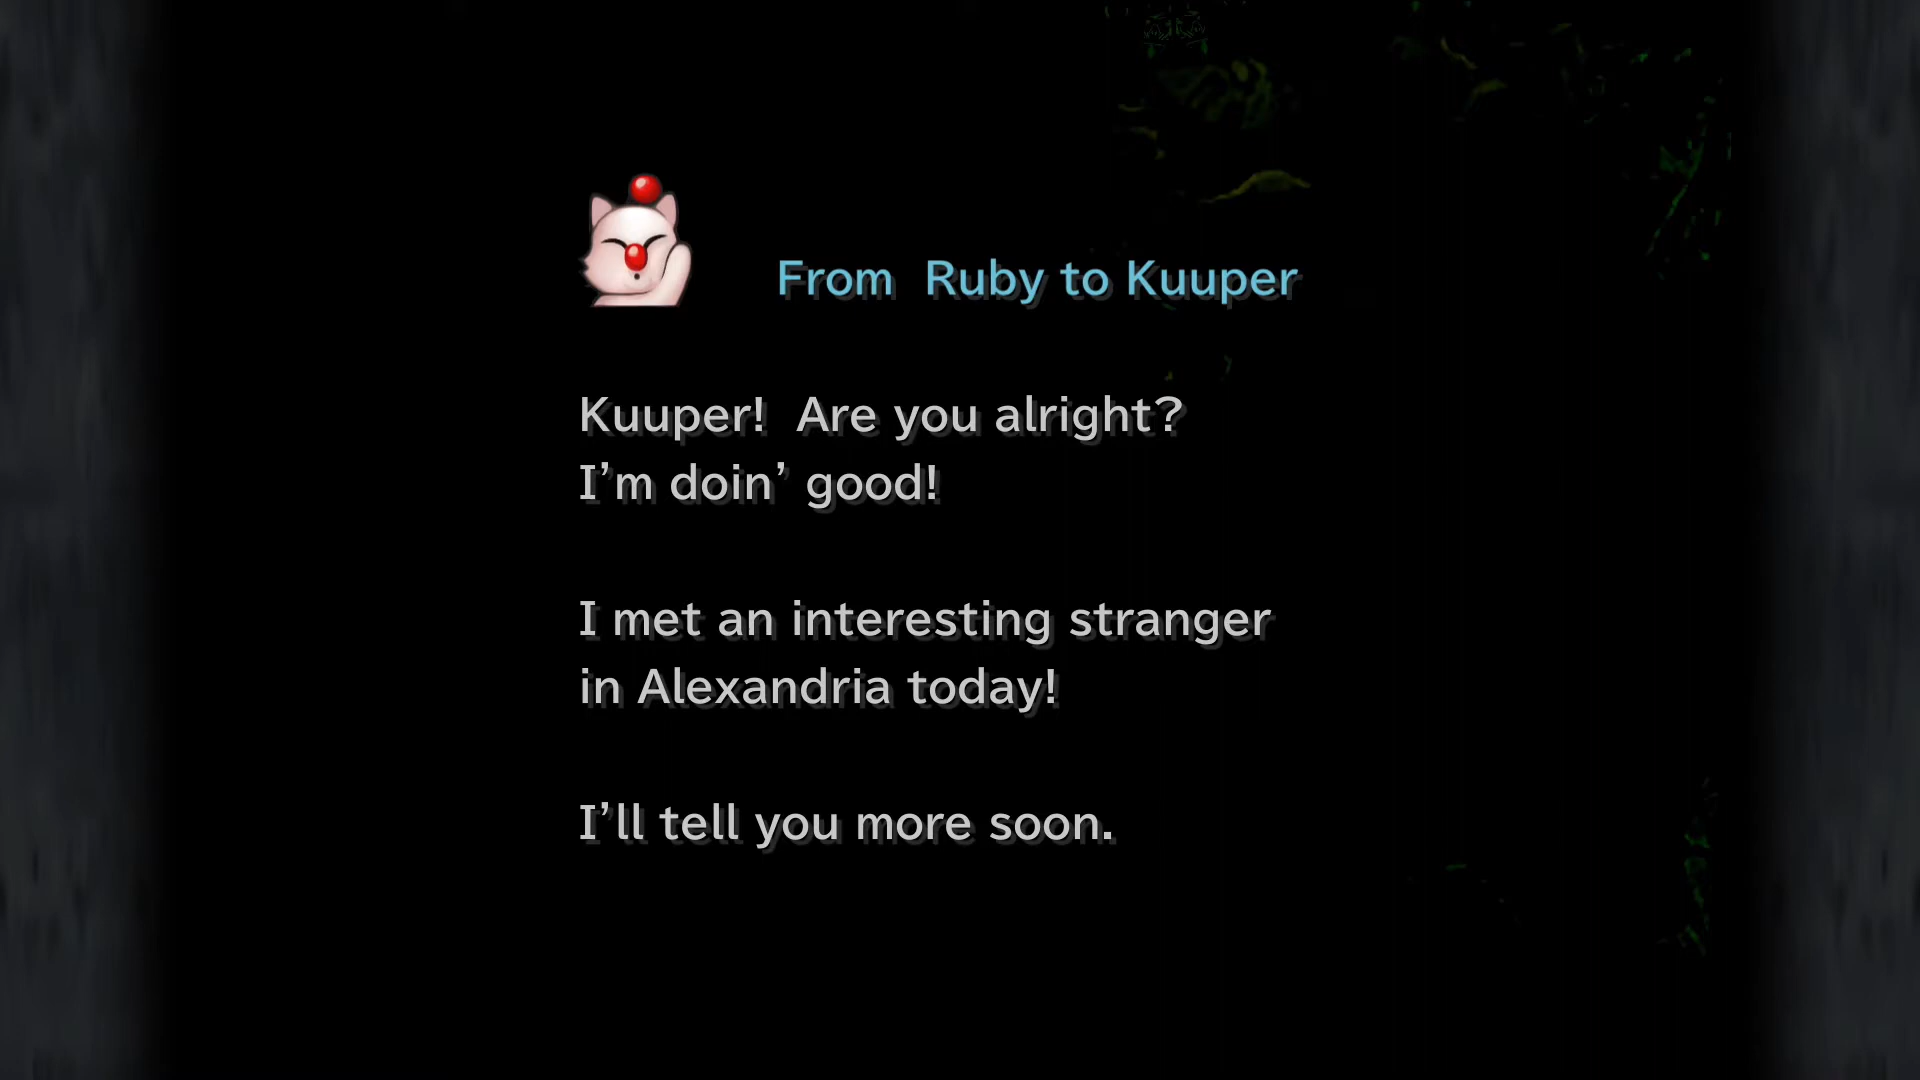 From  Ruby to Kuuper
Kuuper!  Are you alright?
I’m doin’ good!
I met an interesting stranger
in Alexandria today!
I’ll tell you more soon.